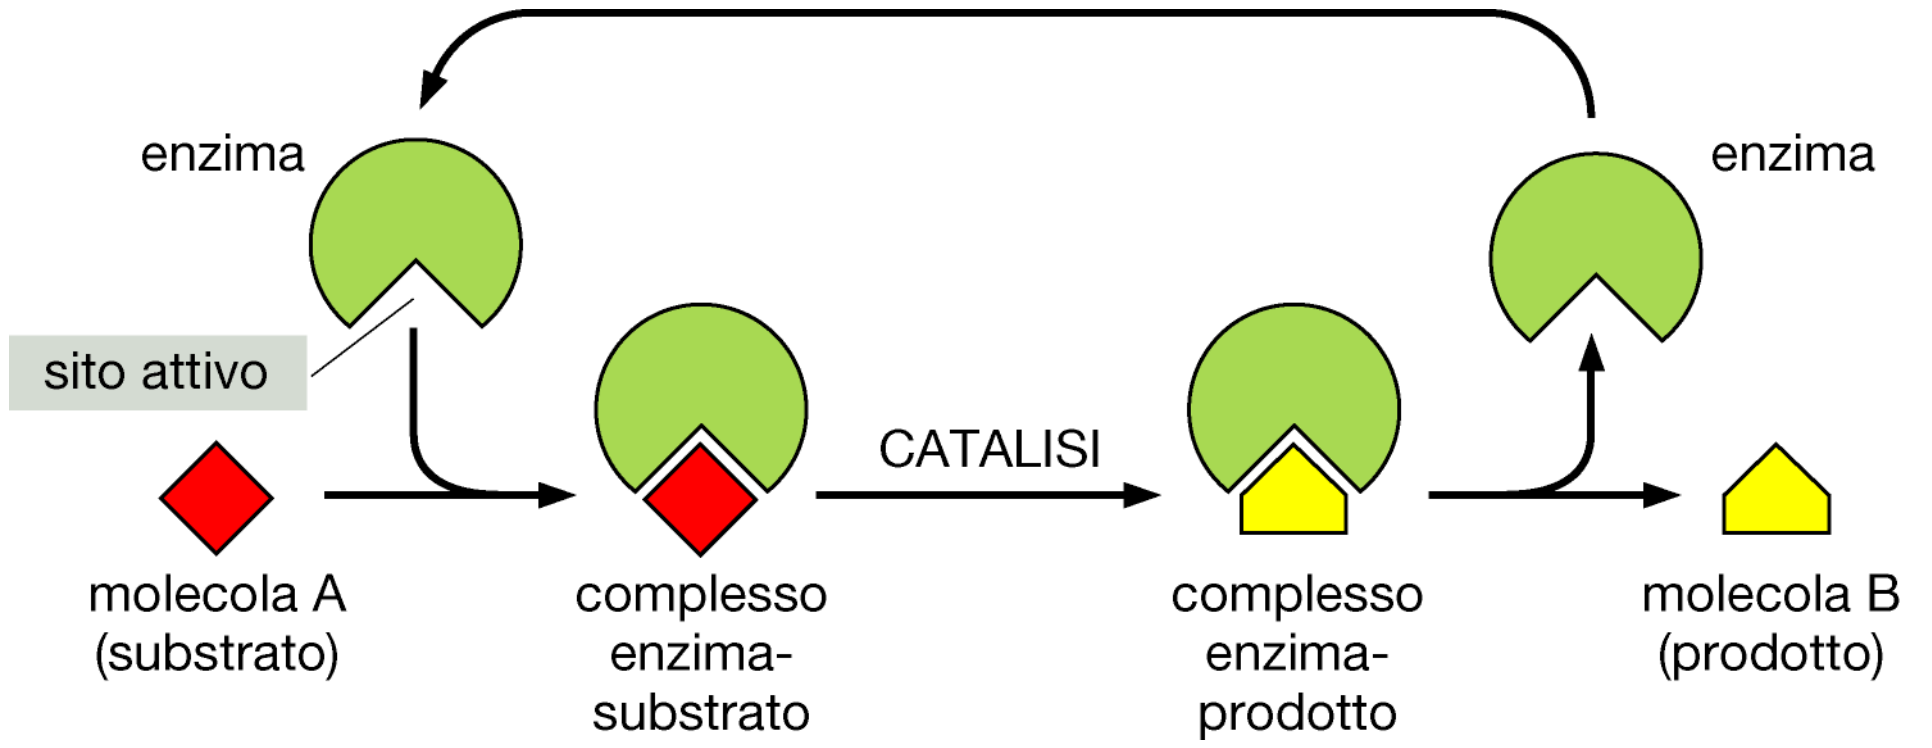 enzima
enzima
sito attivo
CATALISI
molecola A
(substrato)
complesso
enzima-
substrato
complesso
enzima-
prodotto
molecola B
(prodotto)